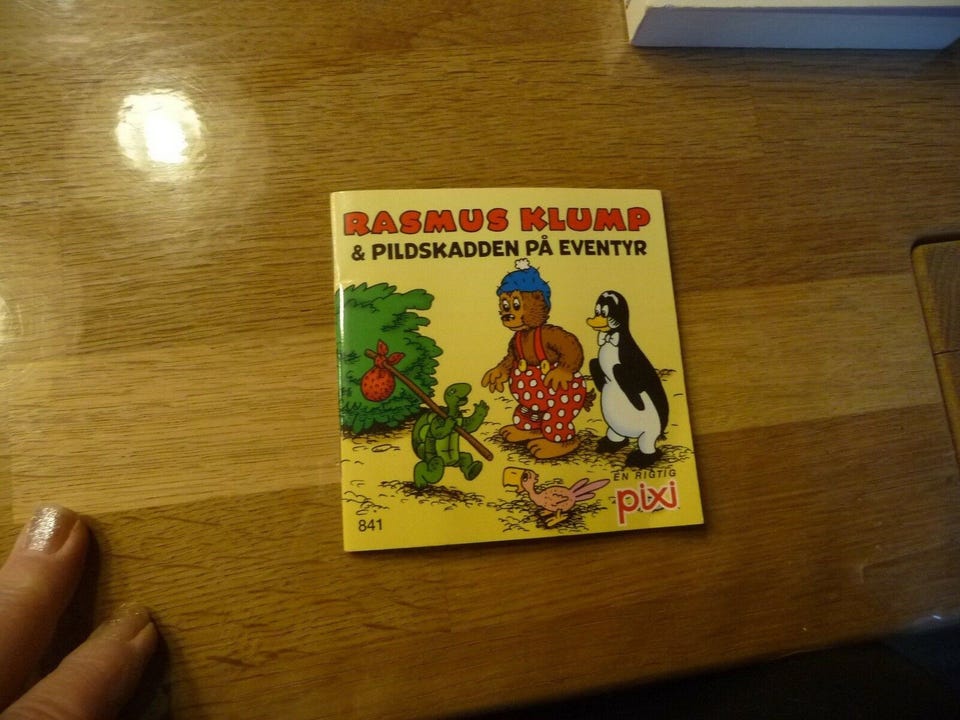 RASMUS KLUMP
& PILDSKADDEN PÅ EVENTYR
EN RIGTIG
pixi
841